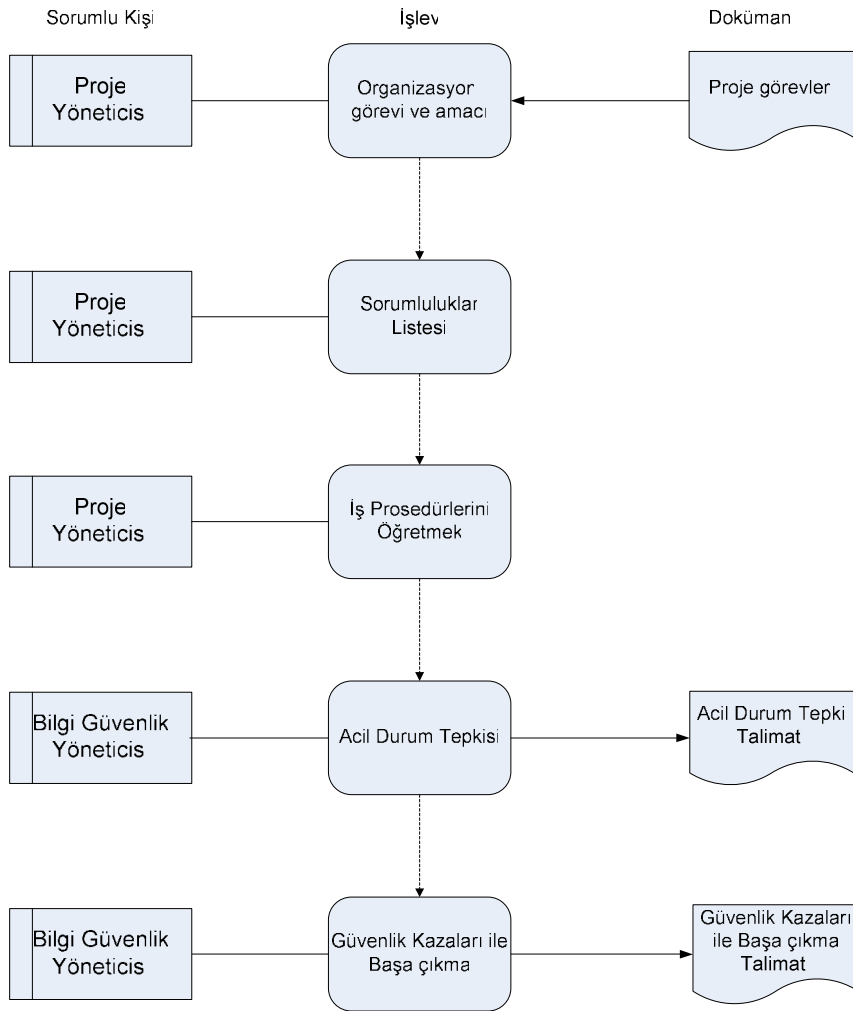 Sorumlu Kişi
İşlev
Doküman
Proje
Yöneticis
Organizasyon
görevi ve amacı
Proje görevler
Proje
Yöneticis
Sorumluluklar
Listesi
Proje
Yöneticis
İş Prosedürlerini
Öğretmek
Bilgi Güvenlik
Yöneticis
Acil Durum Tepkisi
Acil Durum Tepki
Talimat
Bilgi Güvenlik
Yöneticis
Güvenlik Kazaları ile
Başa çıkma
Güvenlik Kazaları
ile Başa çıkma
Talimat